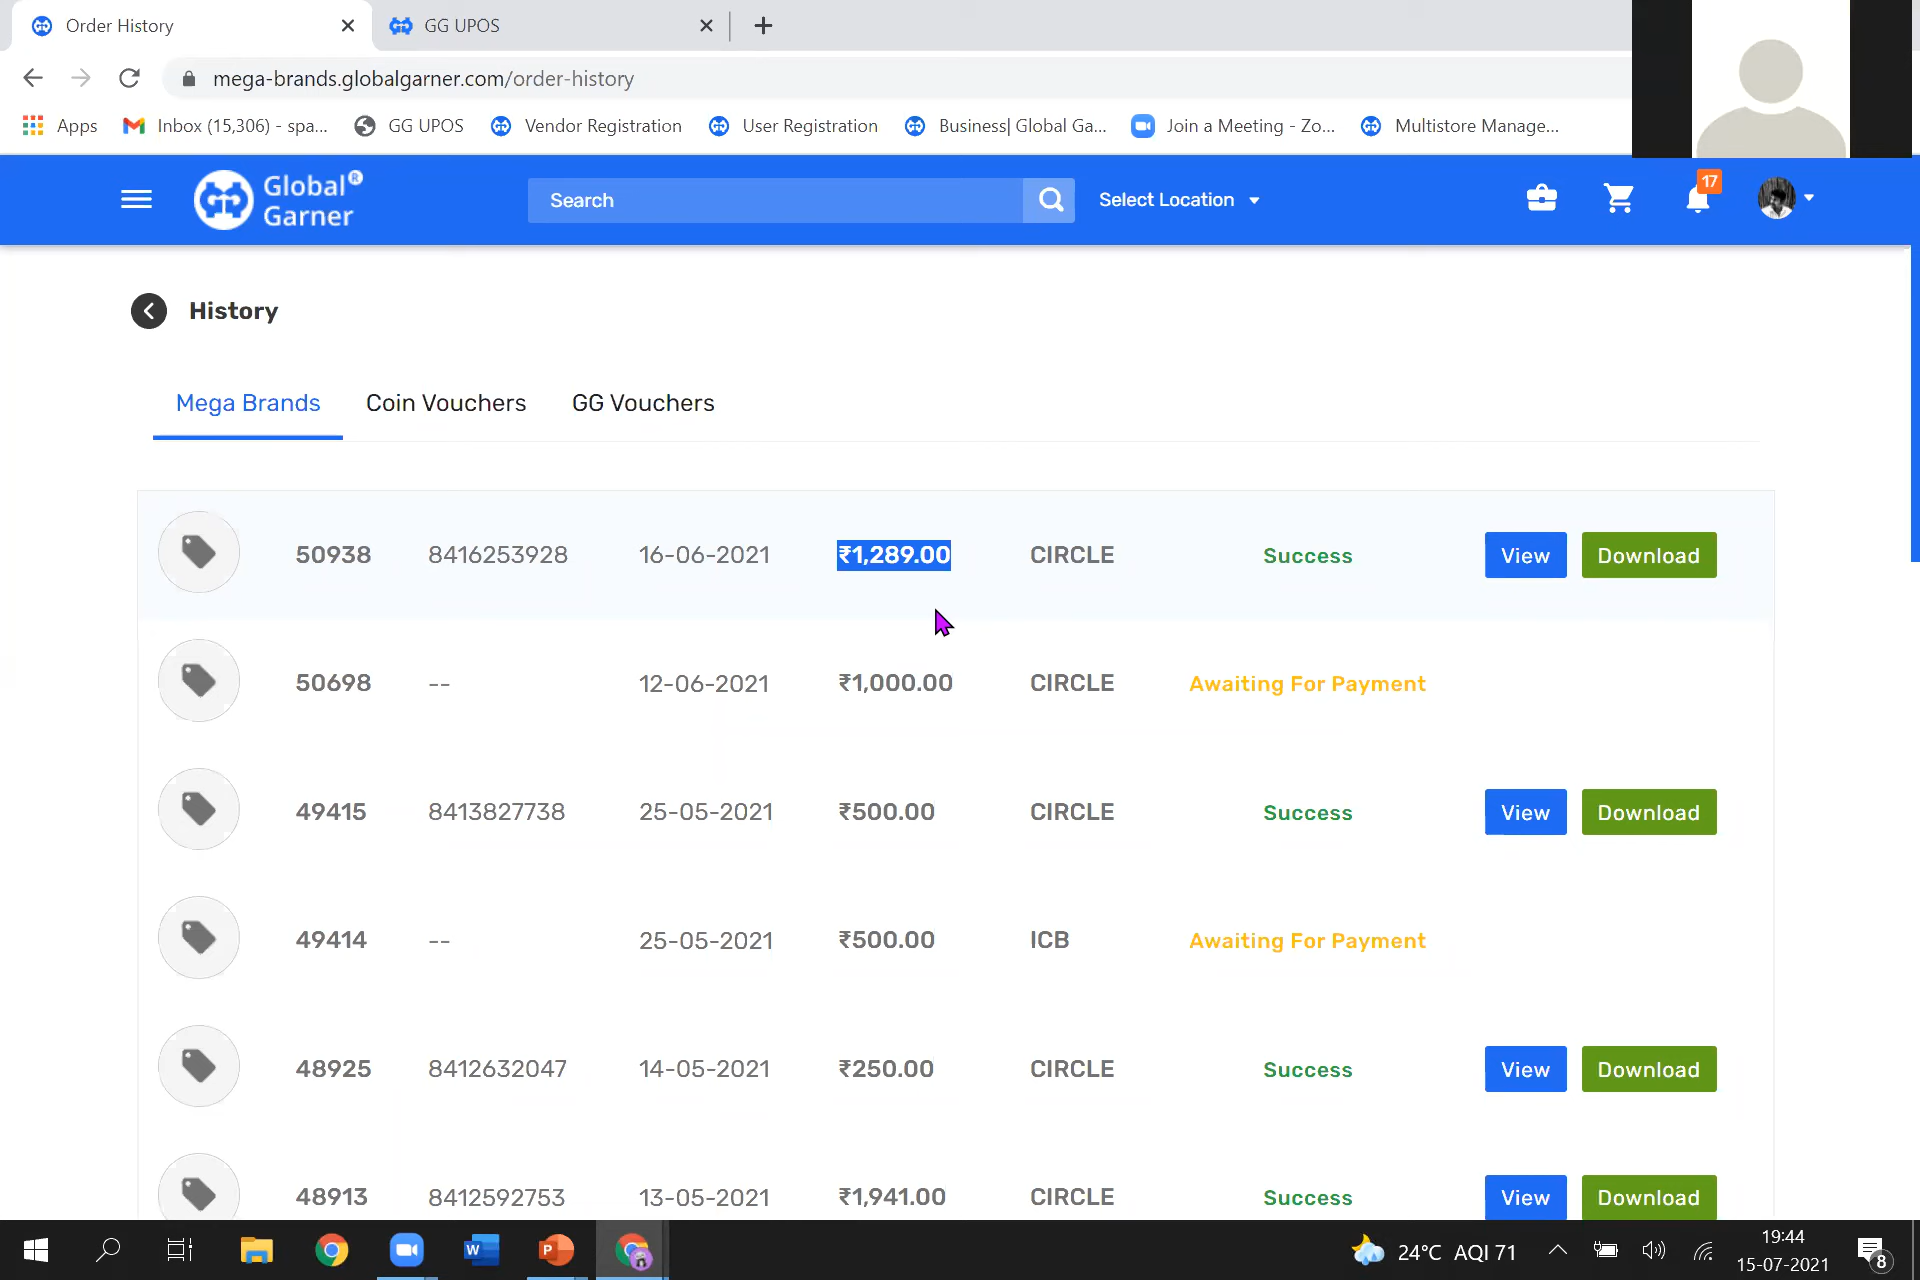 Order History
GG UPOS
mega-brands.globalgarner.com/order-history
Apps
Inbox (15,306) - spa...
GG UPOS
Vendor Registration
User Registration
Business| Global Ga...
Join a Meeting - Zo...
Multistore Manage...
Global Garner®
Search
Select Location
17
History
Mega Brands
Coin Vouchers
GG Vouchers
50938 8416253928 16-06-2021 ₹1,289.00 CIRCLE Success View Download
50698 -- 12-06-2021 ₹1,000.00 CIRCLE Awaiting For Payment
49415 8413827738 25-05-2021 ₹500.00 CIRCLE Success View Download
49414 -- 25-05-2021 ₹500.00 ICB Awaiting For Payment
48925 8412632047 14-05-2021 ₹250.00 CIRCLE Success View Download
48913 8412592753 13-05-2021 ₹1,941.00 CIRCLE Success View Download
24°C AQI 71
19:44
15-07-2021
8